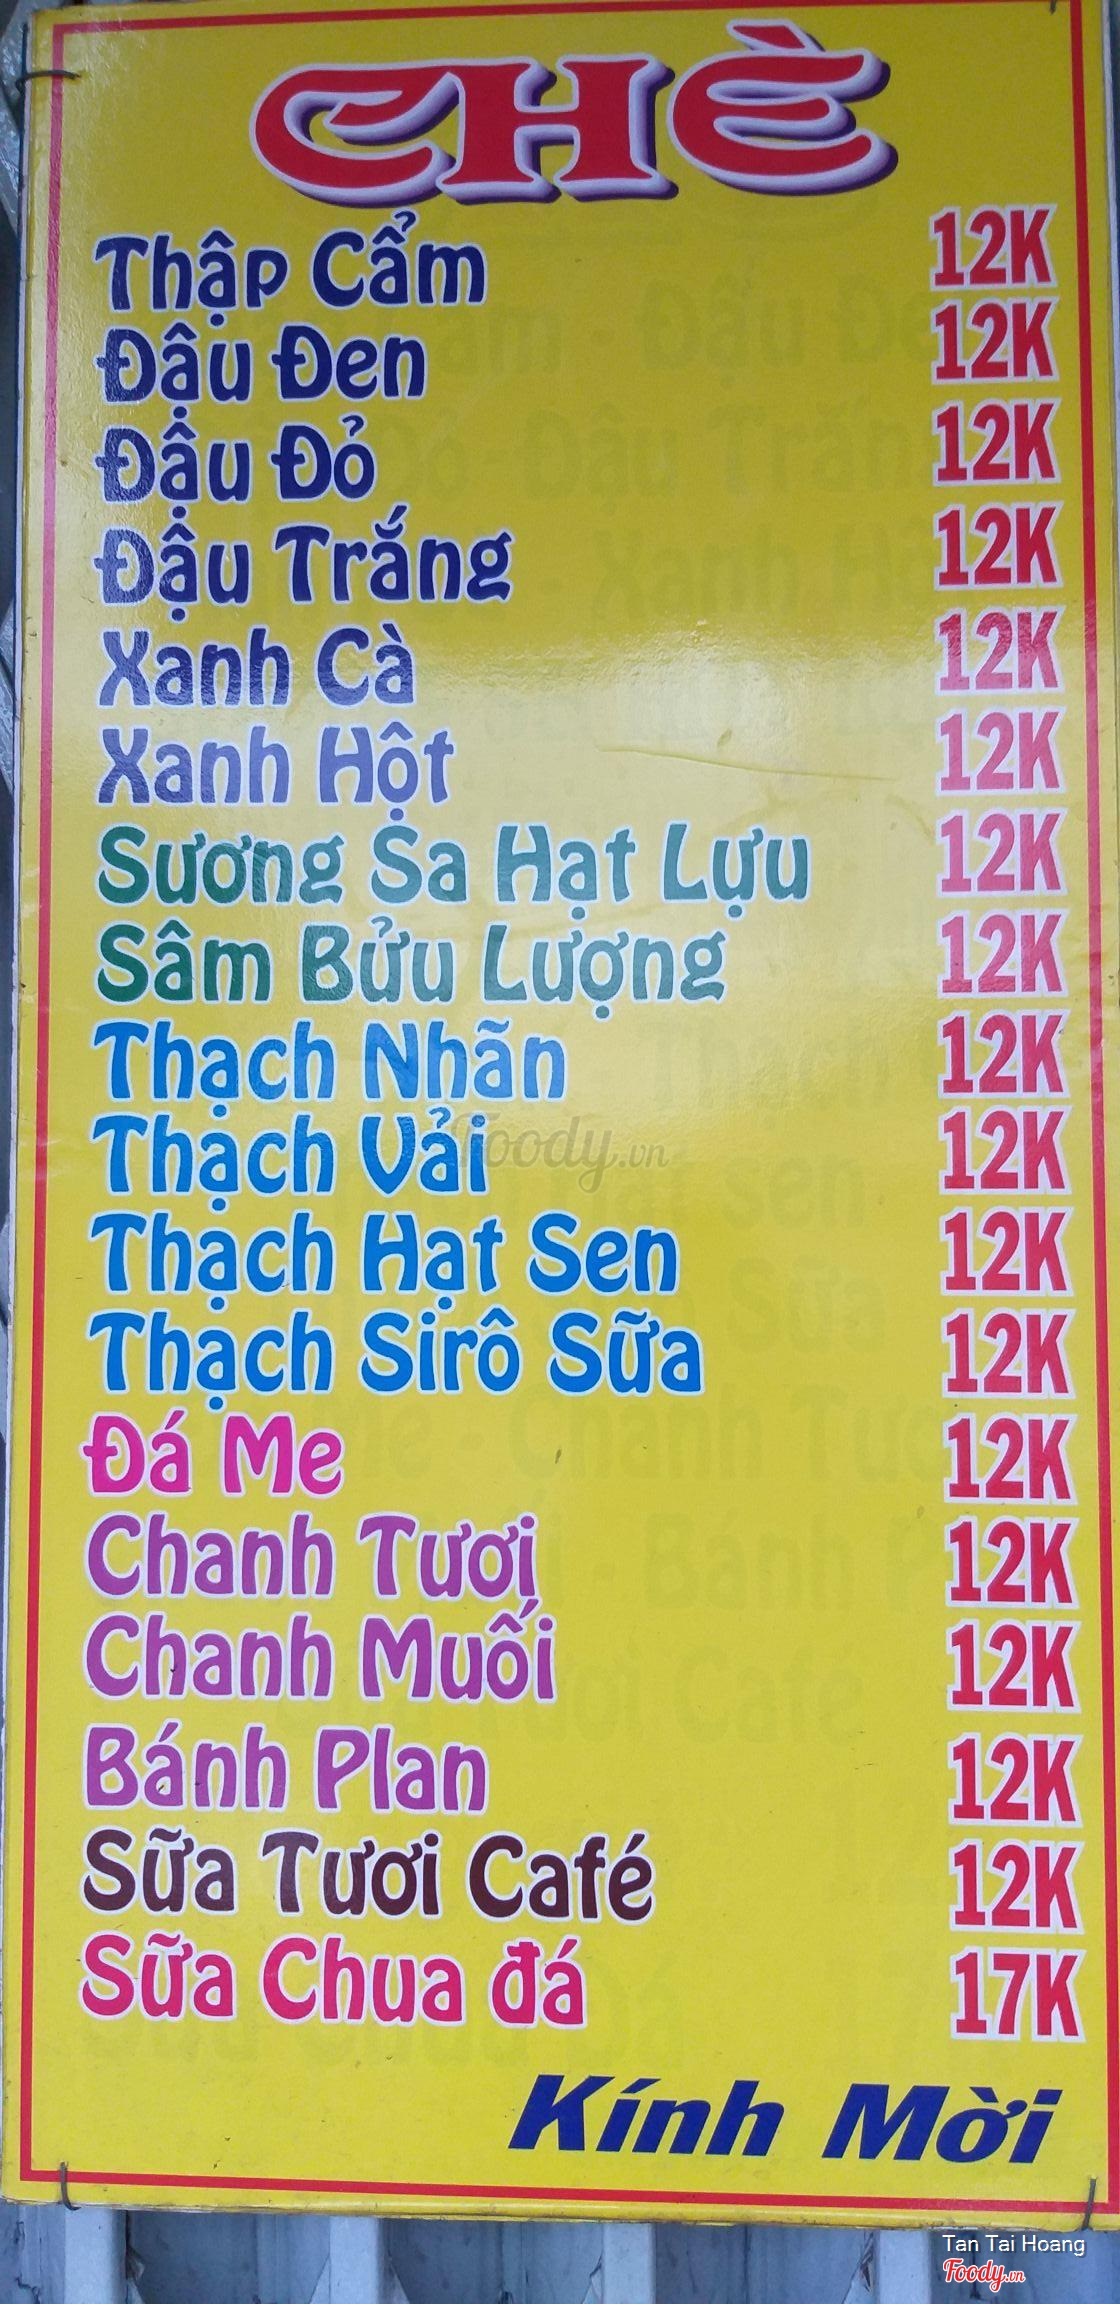 CHÈ
Thập Cẩm 12K
Đậu Đen 12K
Đậu Đỏ 12K
Đậu Trắng 12K
Xanh Cà 12K
Xanh Hột 12K
Sương Sa Hạt Lựu 12K
Sâm Bửu Lượng 12K
Thạch Nhãn 12K
Thạch Vải 12K
Foody.vn
Thạch Hạt Sen 12K
Thạch Sirô Sữa 12K
Đá Me 12K
Chanh Tươi 12K
Chanh Muối 12K
Bánh Plan 12K
Sữa Tươi Café 12K
Sữa Chua đá 17K
Kính Mời
Tan Tai Hoang
Foody.vn